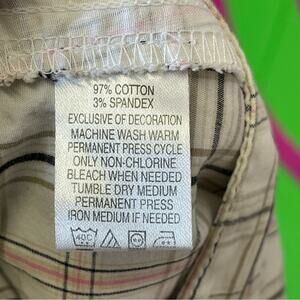 97% COTTON
3% SPANDEX
EXCLUSIVE OF DECORATION
MACHINE WASH WARM
PERMANENT PRESS CYCLE
ONLY NON-CHLORINE
BLEACH WHEN NEEDED
TUMBLE DRY MEDIUM
PERMANENT PRESS
IRON MEDIUM IF NEEDED
40C